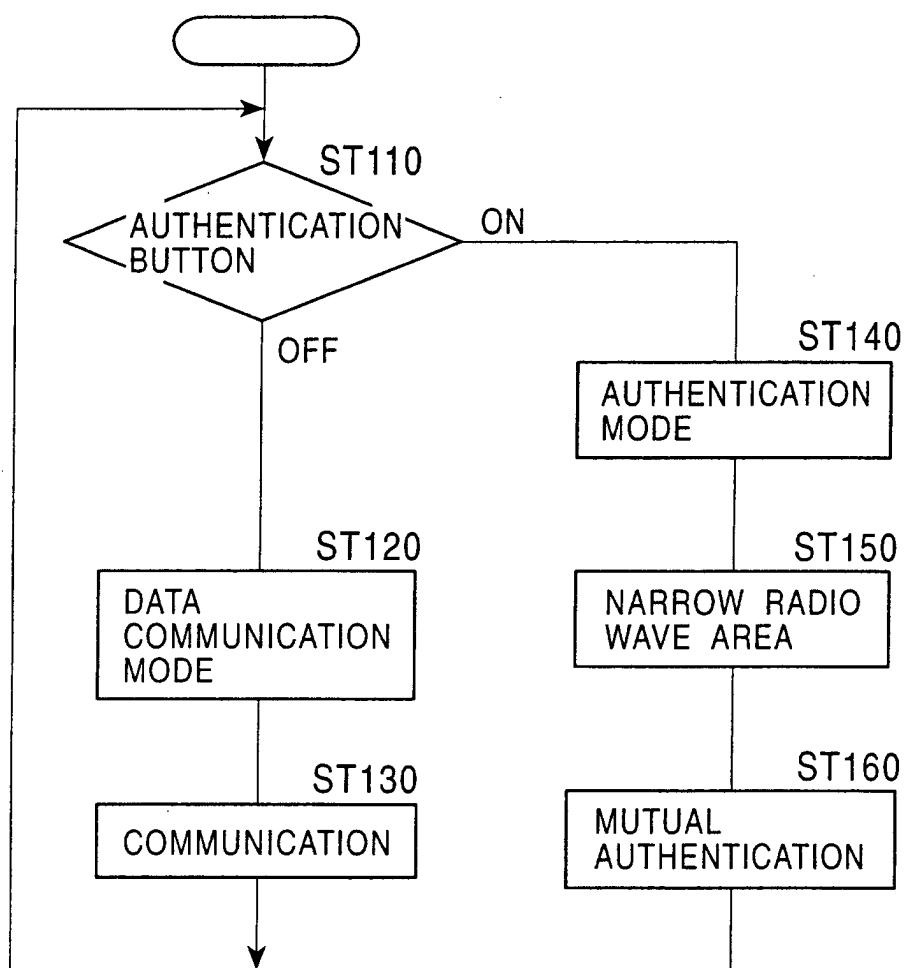 ST110
AUTHENTICATION
BUTTON
ON
OFF
ST140
AUTHENTICATION
MODE
ST120
DATA
COMMUNICATION
MODE
ST150
NARROW RADIO
WAVE AREA
ST130
COMMUNICATION
ST160
MUTUAL
AUTHENTICATION